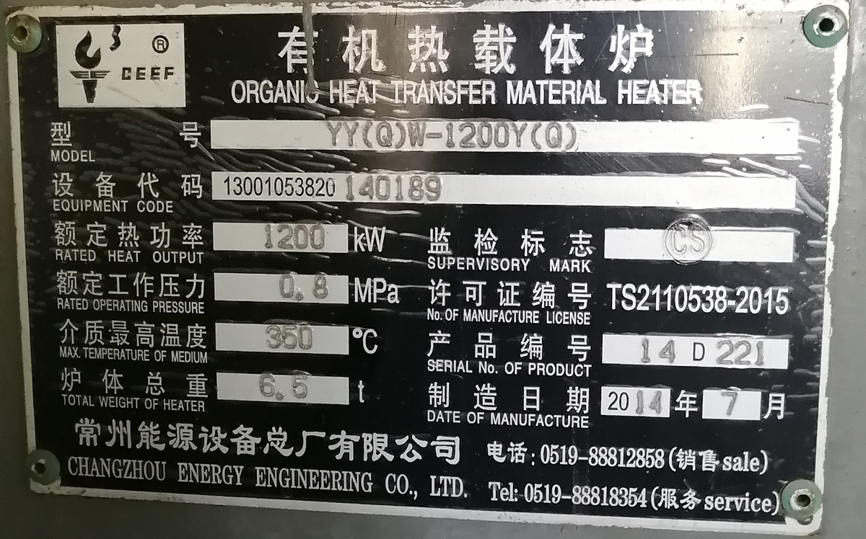 ® CEEF
有机热载体炉
ORGANIC HEAT TRANSFER MATERIAL HEATER
型号 YY(Q)W-1200Y(Q)
MODEL
设备代码 13001053820 140189
EQUIPMENT CODE
额定热功率 1200 kW
RATED HEAT OUTPUT
监检标志 CS
SUPERVISORY MARK
额定工作压力 0.8 MPa
RATED OPERATING PRESSURE
许可证编号 TS2110538-2015
No. OF MANUFACTURE LICENSE
介质最高温度 350 ℃
MAX. TEMPERATURE OF MEDIUM
产品编号 14 D 221
SERIAL No. OF PRODUCT
炉体总重 6.5 t
TOTAL WEIGHT OF HEATER
制造日期 2014年7月
DATE OF MANUFACTURE
常州能源设备总厂有限公司 电话:0519-88812858(销售sale)
CHANGZHOU ENERGY ENGINEERING CO., LTD. Tel: 0519-88818354(服务service)